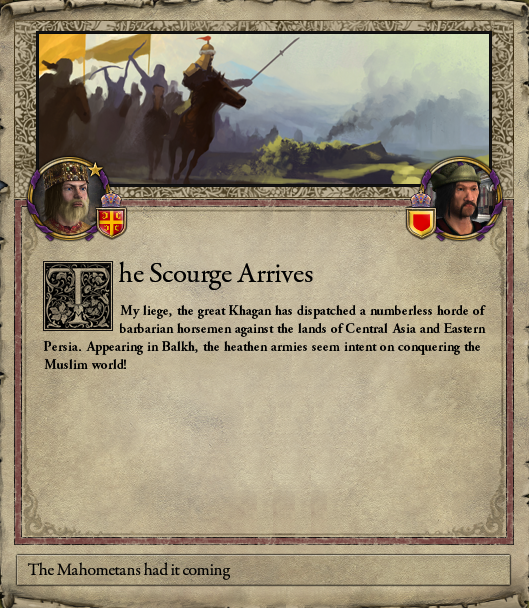 The Scourge Arrives
My liege, the great Khagan has dispatched a numberless horde of
barbarian horsemen against the lands of Central Asia and Eastern
Persia. Appearing in Balkh, the heathen armies seem intent on conquering the
Muslim world!
The Mahometans had it coming